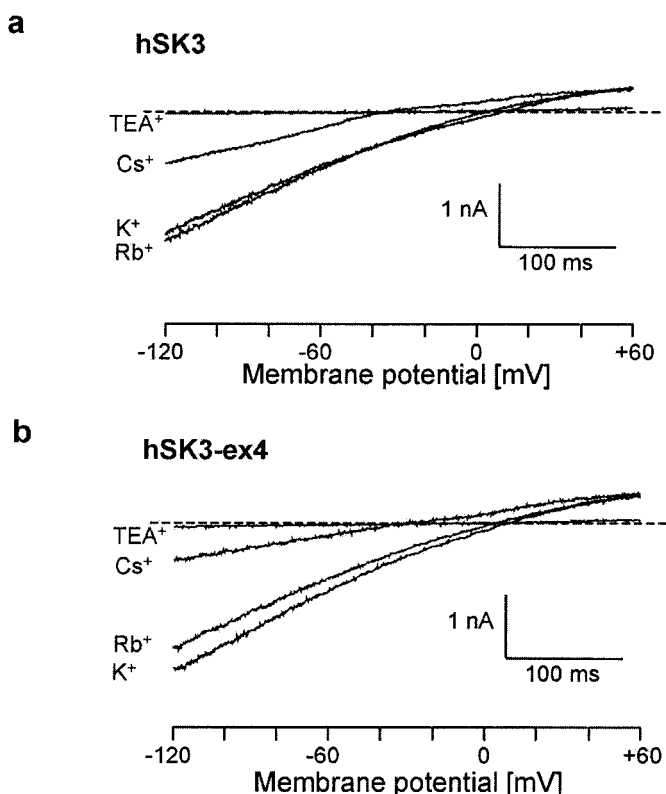 a
hSK3
TEA⁺
Cs⁺
K⁺
Rb⁺
1 nA
100 ms
-120 -60 0 +60
Membrane potential [mV]
b
hSK3-ex4
TEA⁺
Cs⁺
Rb⁺
K⁺
1 nA
100 ms
-120 -60 0 +60
Membrane potential [mV]